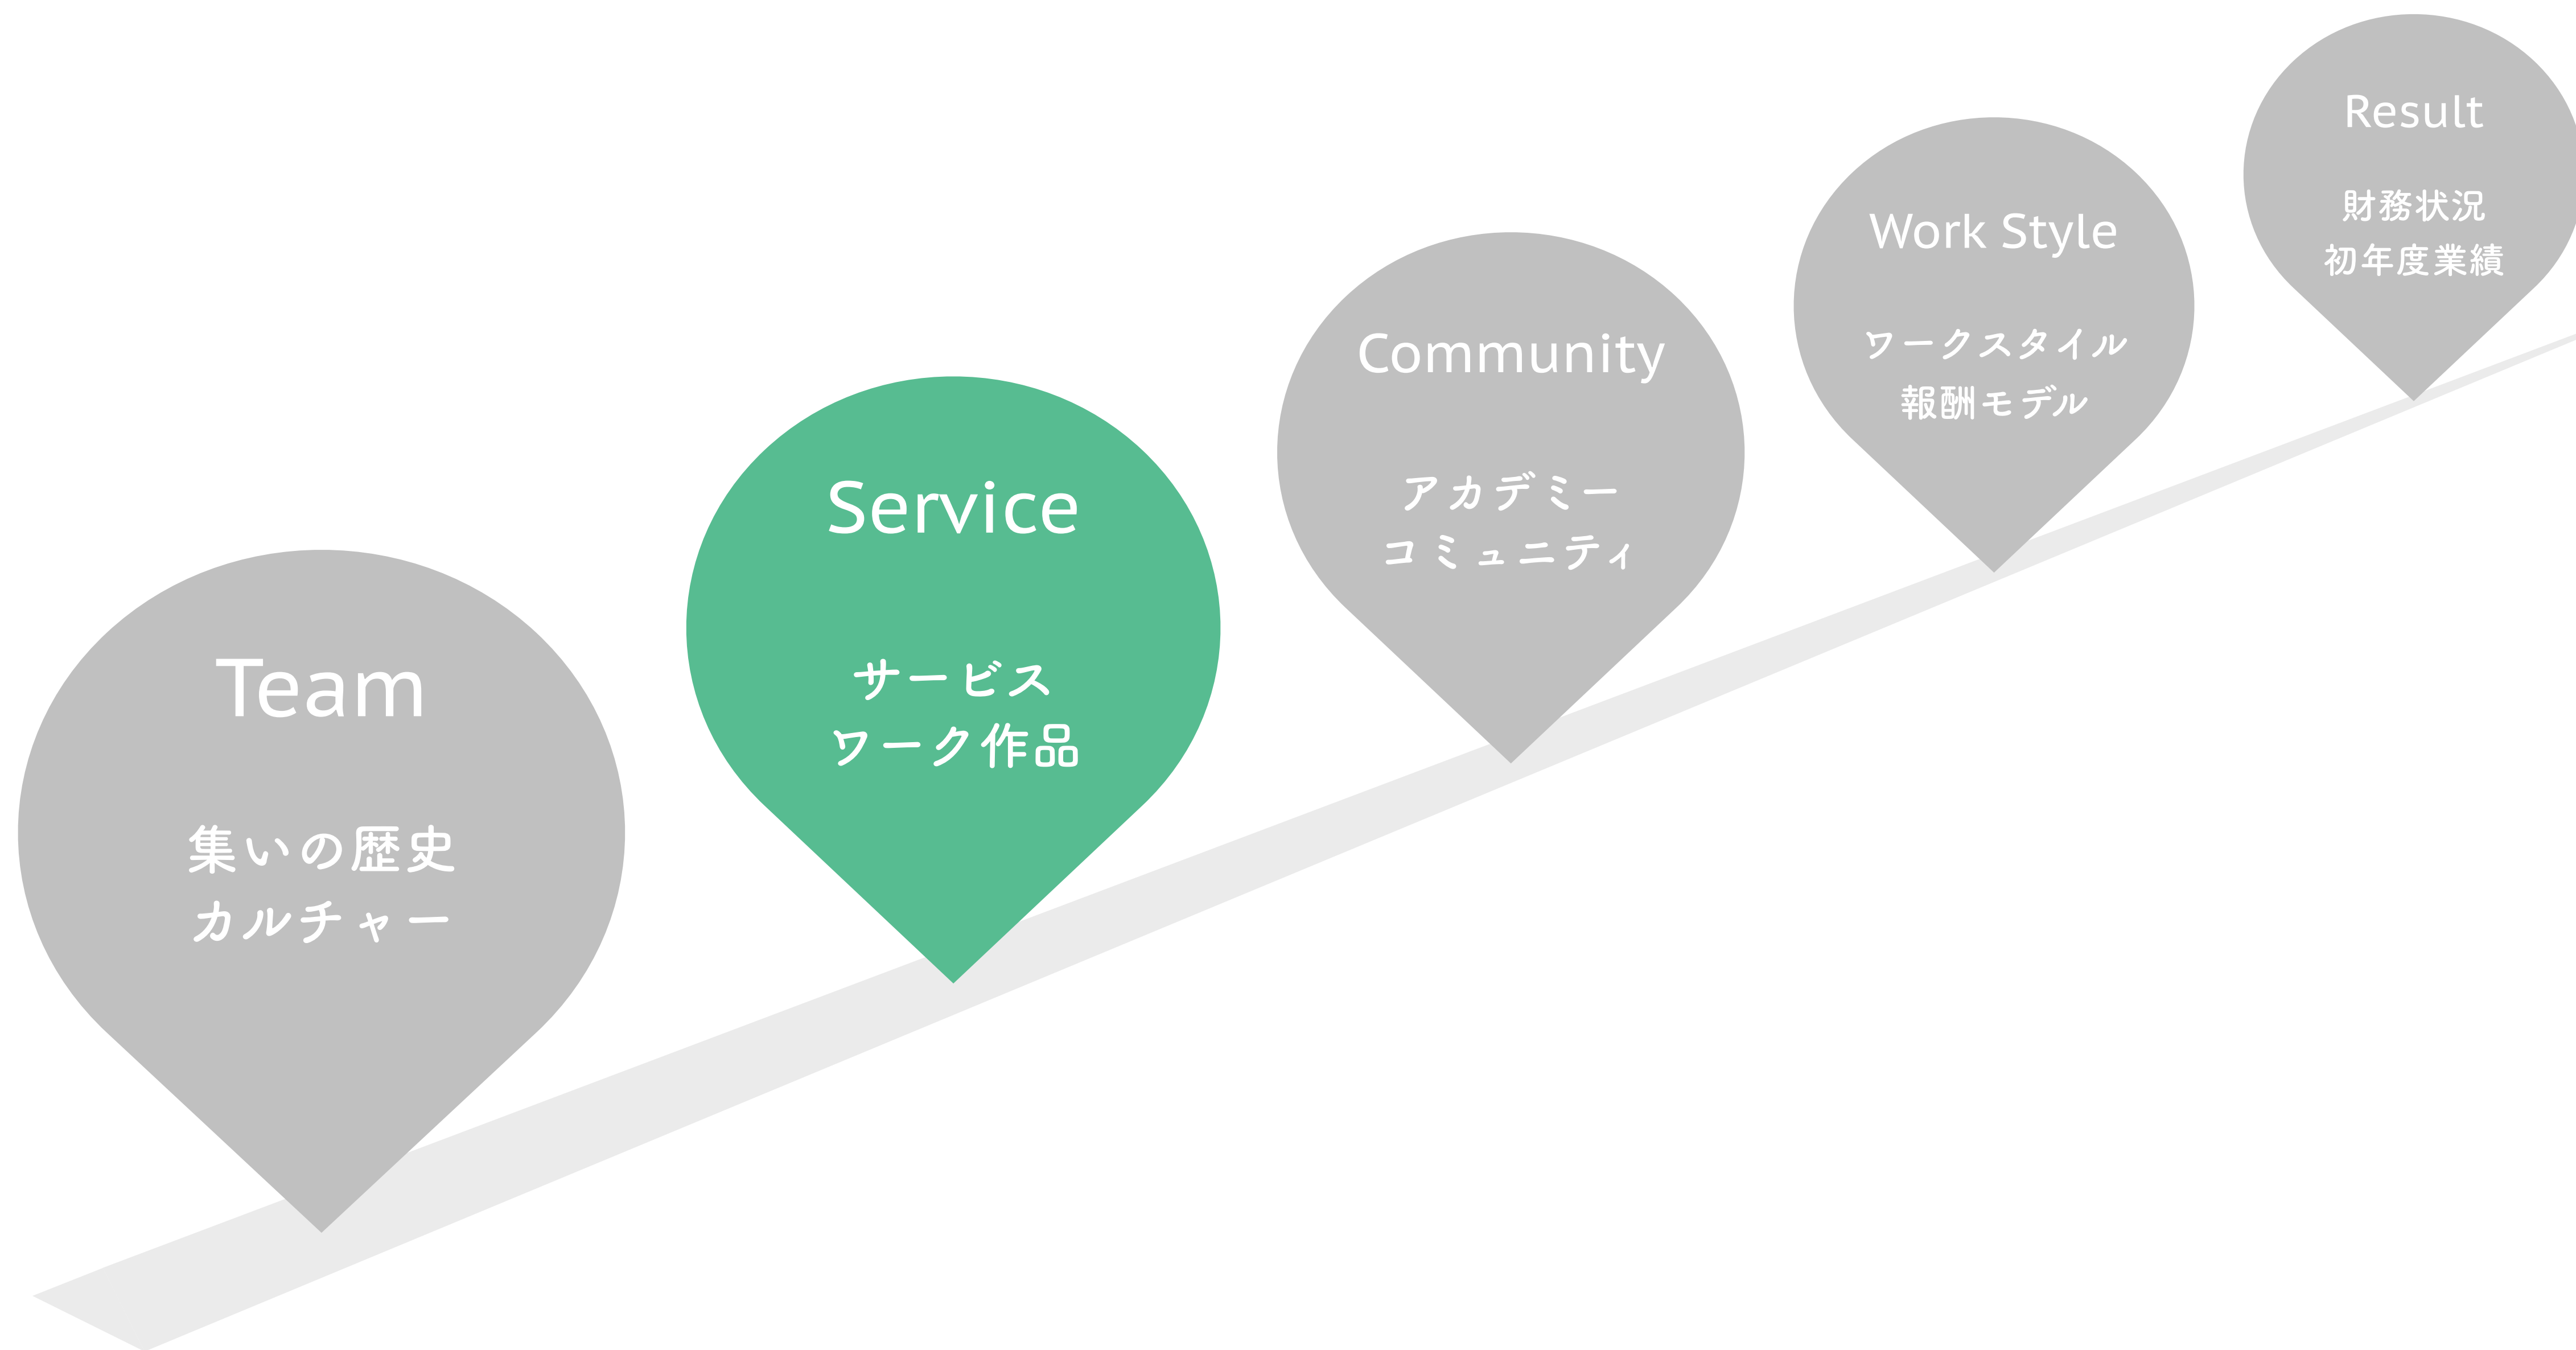 Team
集いの歴史
カルチャー
Service
サービス
ワーク作品
Community
アカデミー
コミュニティ
Work Style
ワークスタイル
報酬モデル
Result
財務状況
初年度業績